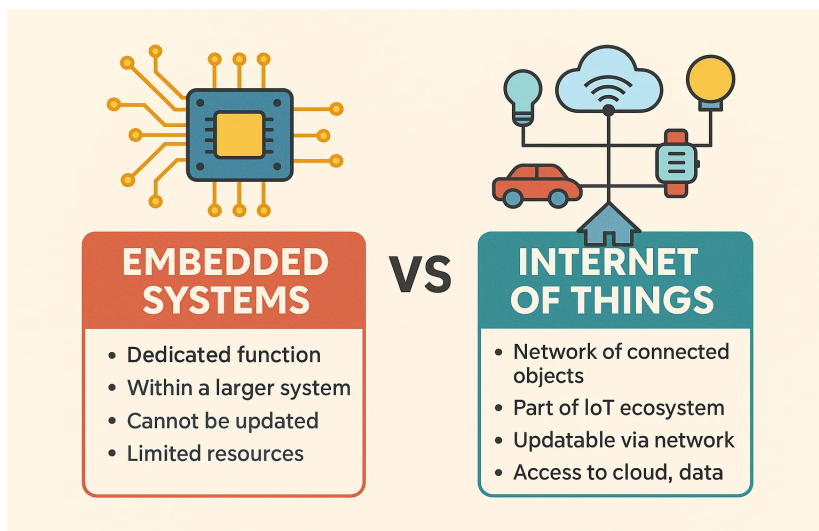 EMBEDDED
SYSTEMS
• Dedicated function
• Within a larger system
• Cannot be updated
• Limited resources
VS
INTERNET
OF THINGS
• Network of connected
objects
• Part of IoT ecosystem
• Updatable via network
• Access to cloud, data